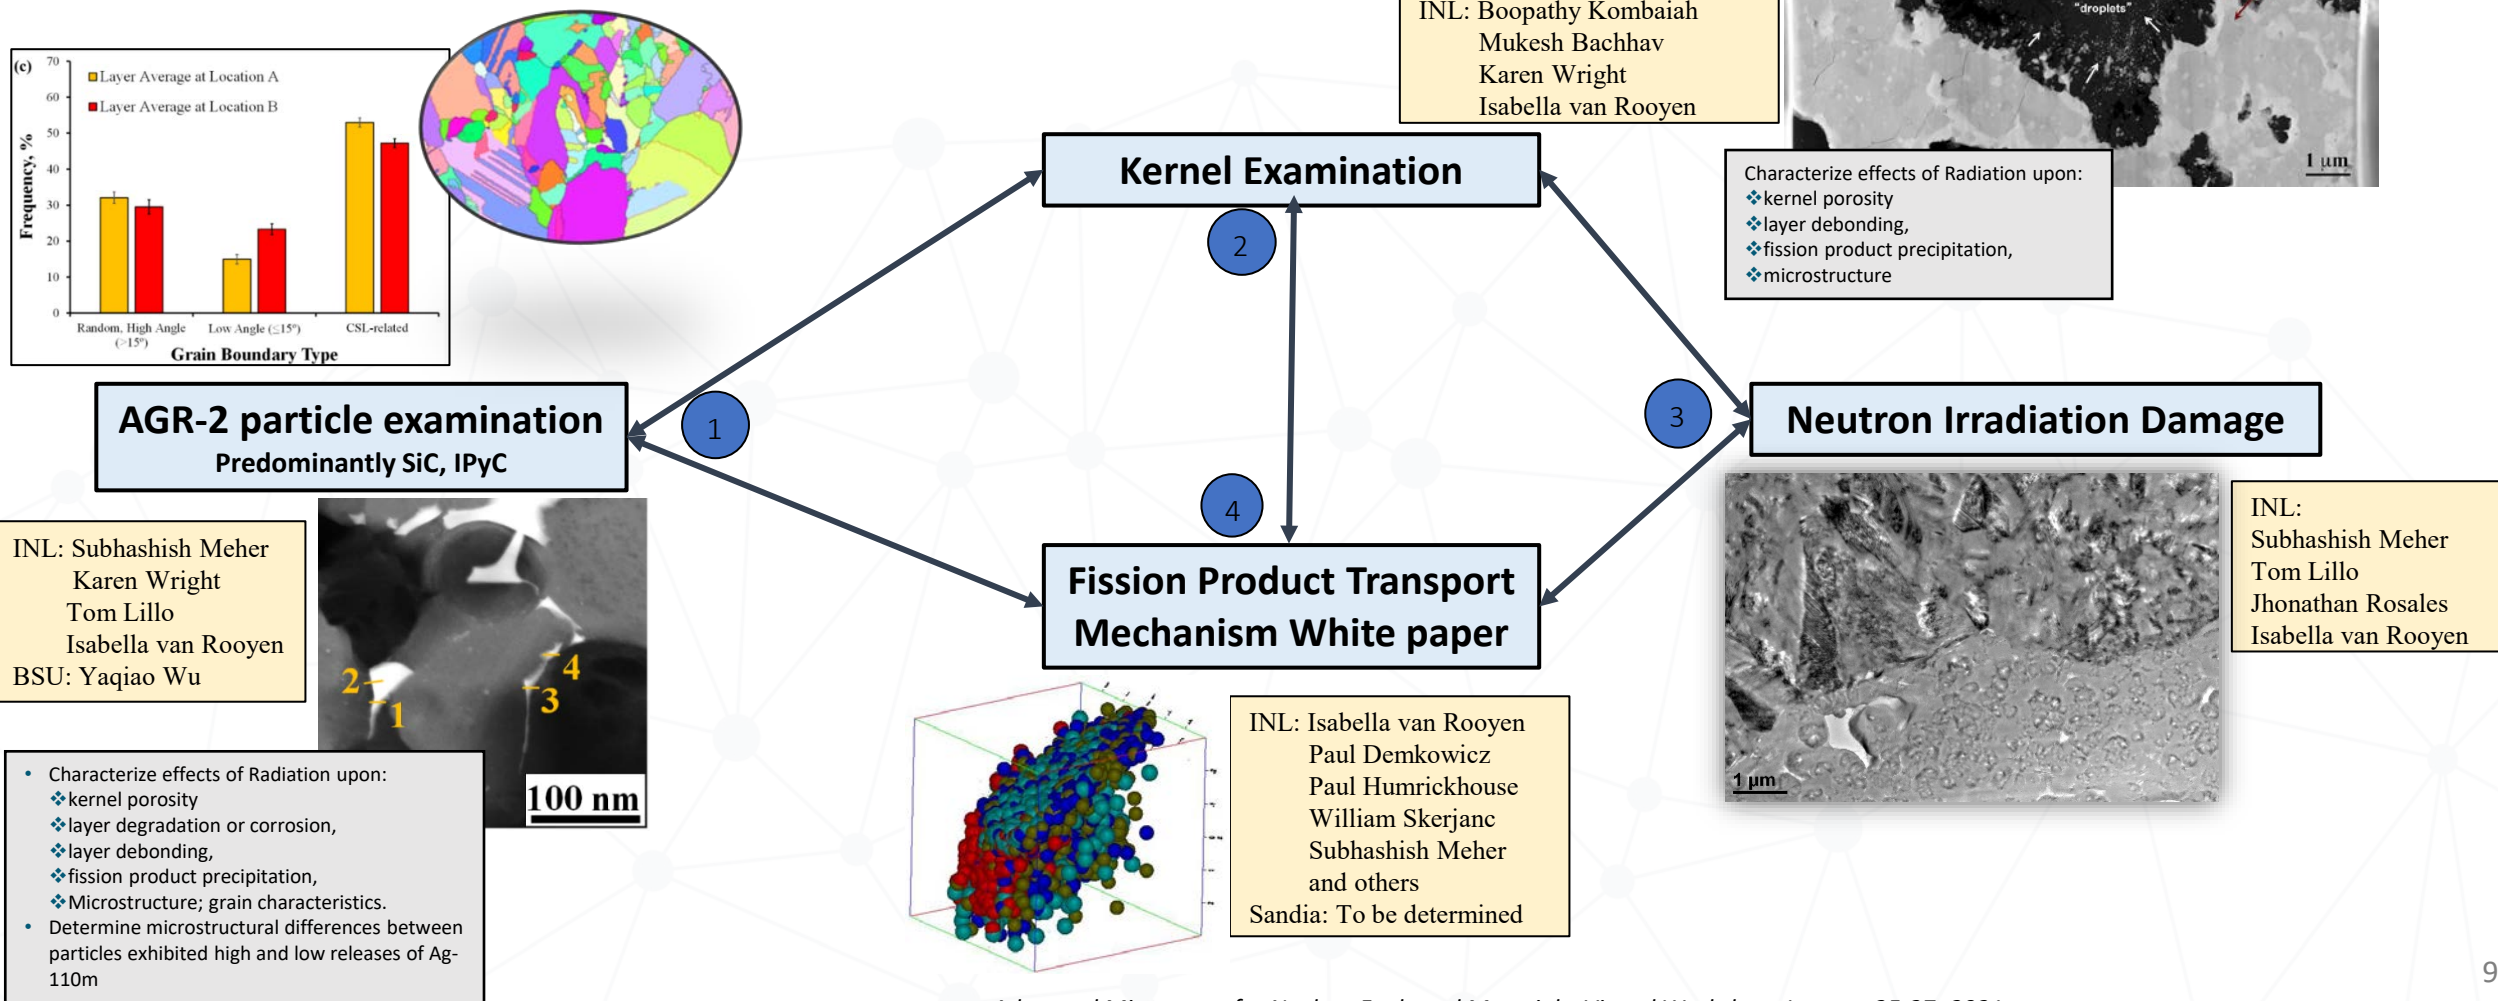 (c)
70
60
50
40
30
20
10
0
Frequency, %
Layer Average at Location A
Layer Average at Location B
Random, High Angle
(>15°)
Low Angle (≤15°)
CSL-related
Grain Boundary Type
INL: Boopathy Kombaiah
Mukesh Bachhav
Karen Wright
Isabella van Rooyen
"droplets"
1 µm
Kernel Examination
Characterize effects of Radiation upon:
❖kernel porosity
❖layer debonding,
❖fission product precipitation,
❖microstructure
2
1
3
4
AGR-2 particle examination
Predominantly SiC, IPyC
Neutron Irradiation Damage
Fission Product Transport
Mechanism White paper
INL: Subhashish Meher
Karen Wright
Tom Lillo
Isabella van Rooyen
BSU: Yaqiao Wu
2
1
4
3
100 nm
INL:
Subhashish Meher
Tom Lillo
Jhonathan Rosales
Isabella van Rooyen
1 µm
INL: Isabella van Rooyen
Paul Demkowicz
Paul Humrickhouse
William Skerjanc
Subhashish Meher
and others
Sandia: To be determined
• Characterize effects of Radiation upon:
❖kernel porosity
❖layer degradation or corrosion,
❖layer debonding,
❖fission product precipitation,
❖Microstructure; grain characteristics.
• Determine microstructural differences between
particles exhibited high and low releases of Ag-
110m
9